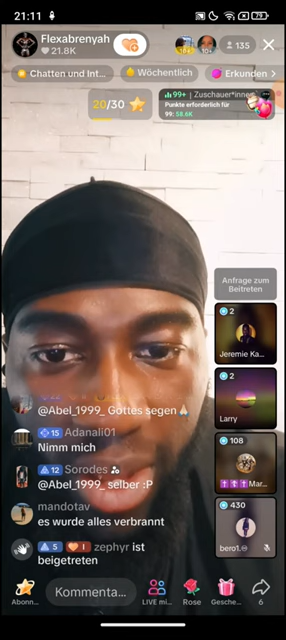 21:11
79
Flexabrenyah
21.8K
10+
135
Chatten und Int...
Wöchentlich
Erkunden
20/30
99+ | Zuschauer*innen
Punkte erforderlich für
99: 58.6K
Anfrage zum
Beitreten
2
Jeremie Ka...
2
Larry
@Abel_1999_ Gottes segen🙏
15 Adanali01
Nimm mich
108
✝✝✝Mar...
12 Sorodes
@Abel_1999_ selber :P
mandotav
es wurde alles verbrannt
430
bero1.♾
5 1 zephyr ist
beigetreten
Abonn...
Kommenta...
LIVE mi...
Rose
Gesche...
6